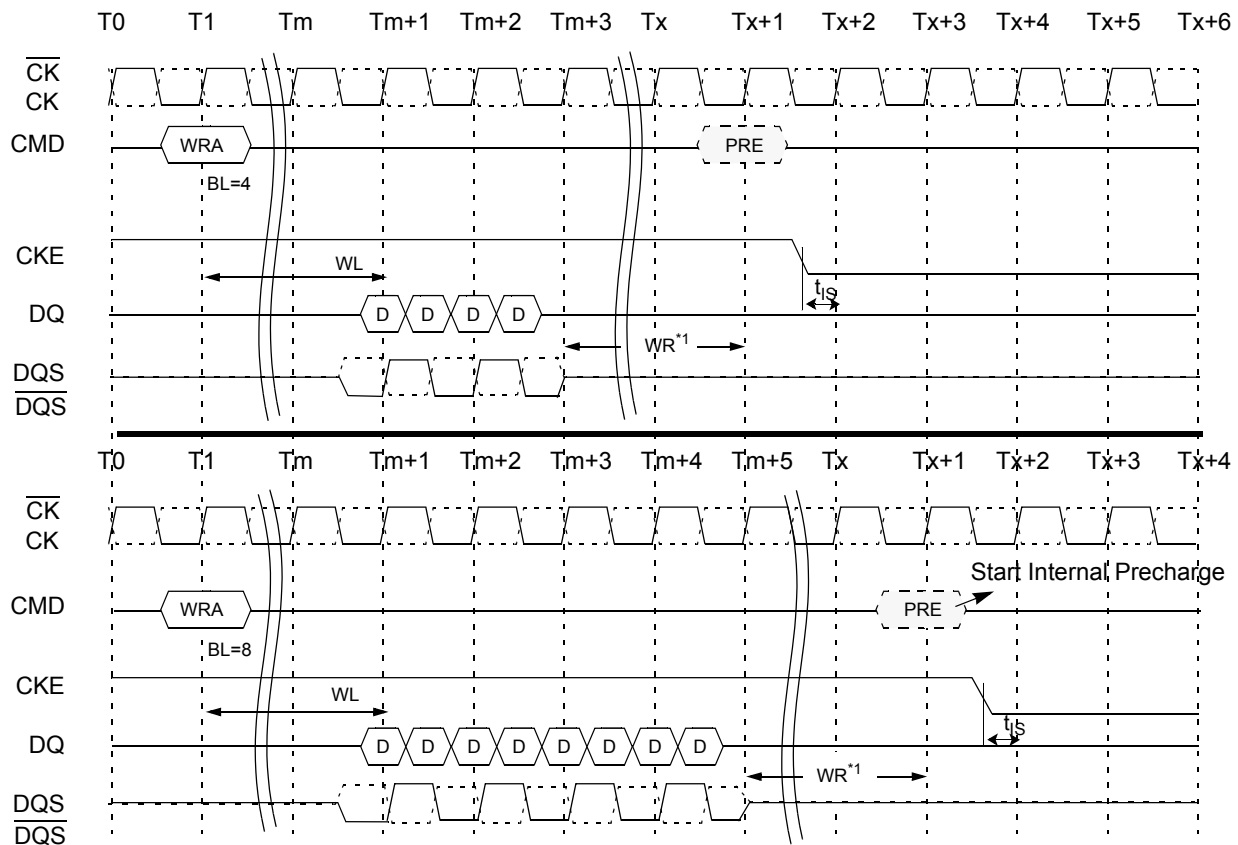 T0 T1 Tm Tm+1 Tm+2 Tm+3 Tx Tx+1 Tx+2 Tx+3 Tx+4 Tx+5 Tx+6
CK
CK
CMD WRA PRE
BL=4
CKE
WL
tIS
DQ D D D D
WR*1
DQS
DQS
T0 T1 Tm Tm+1 Tm+2 Tm+3 Tm+4 Tm+5 Tx Tx+1 Tx+2 Tx+3 Tx+4
CK
CK
Start Internal Precharge
CMD WRA PRE
BL=8
CKE
WL
tIS
DQ D D D D D D D D
WR*1
DQS
DQS